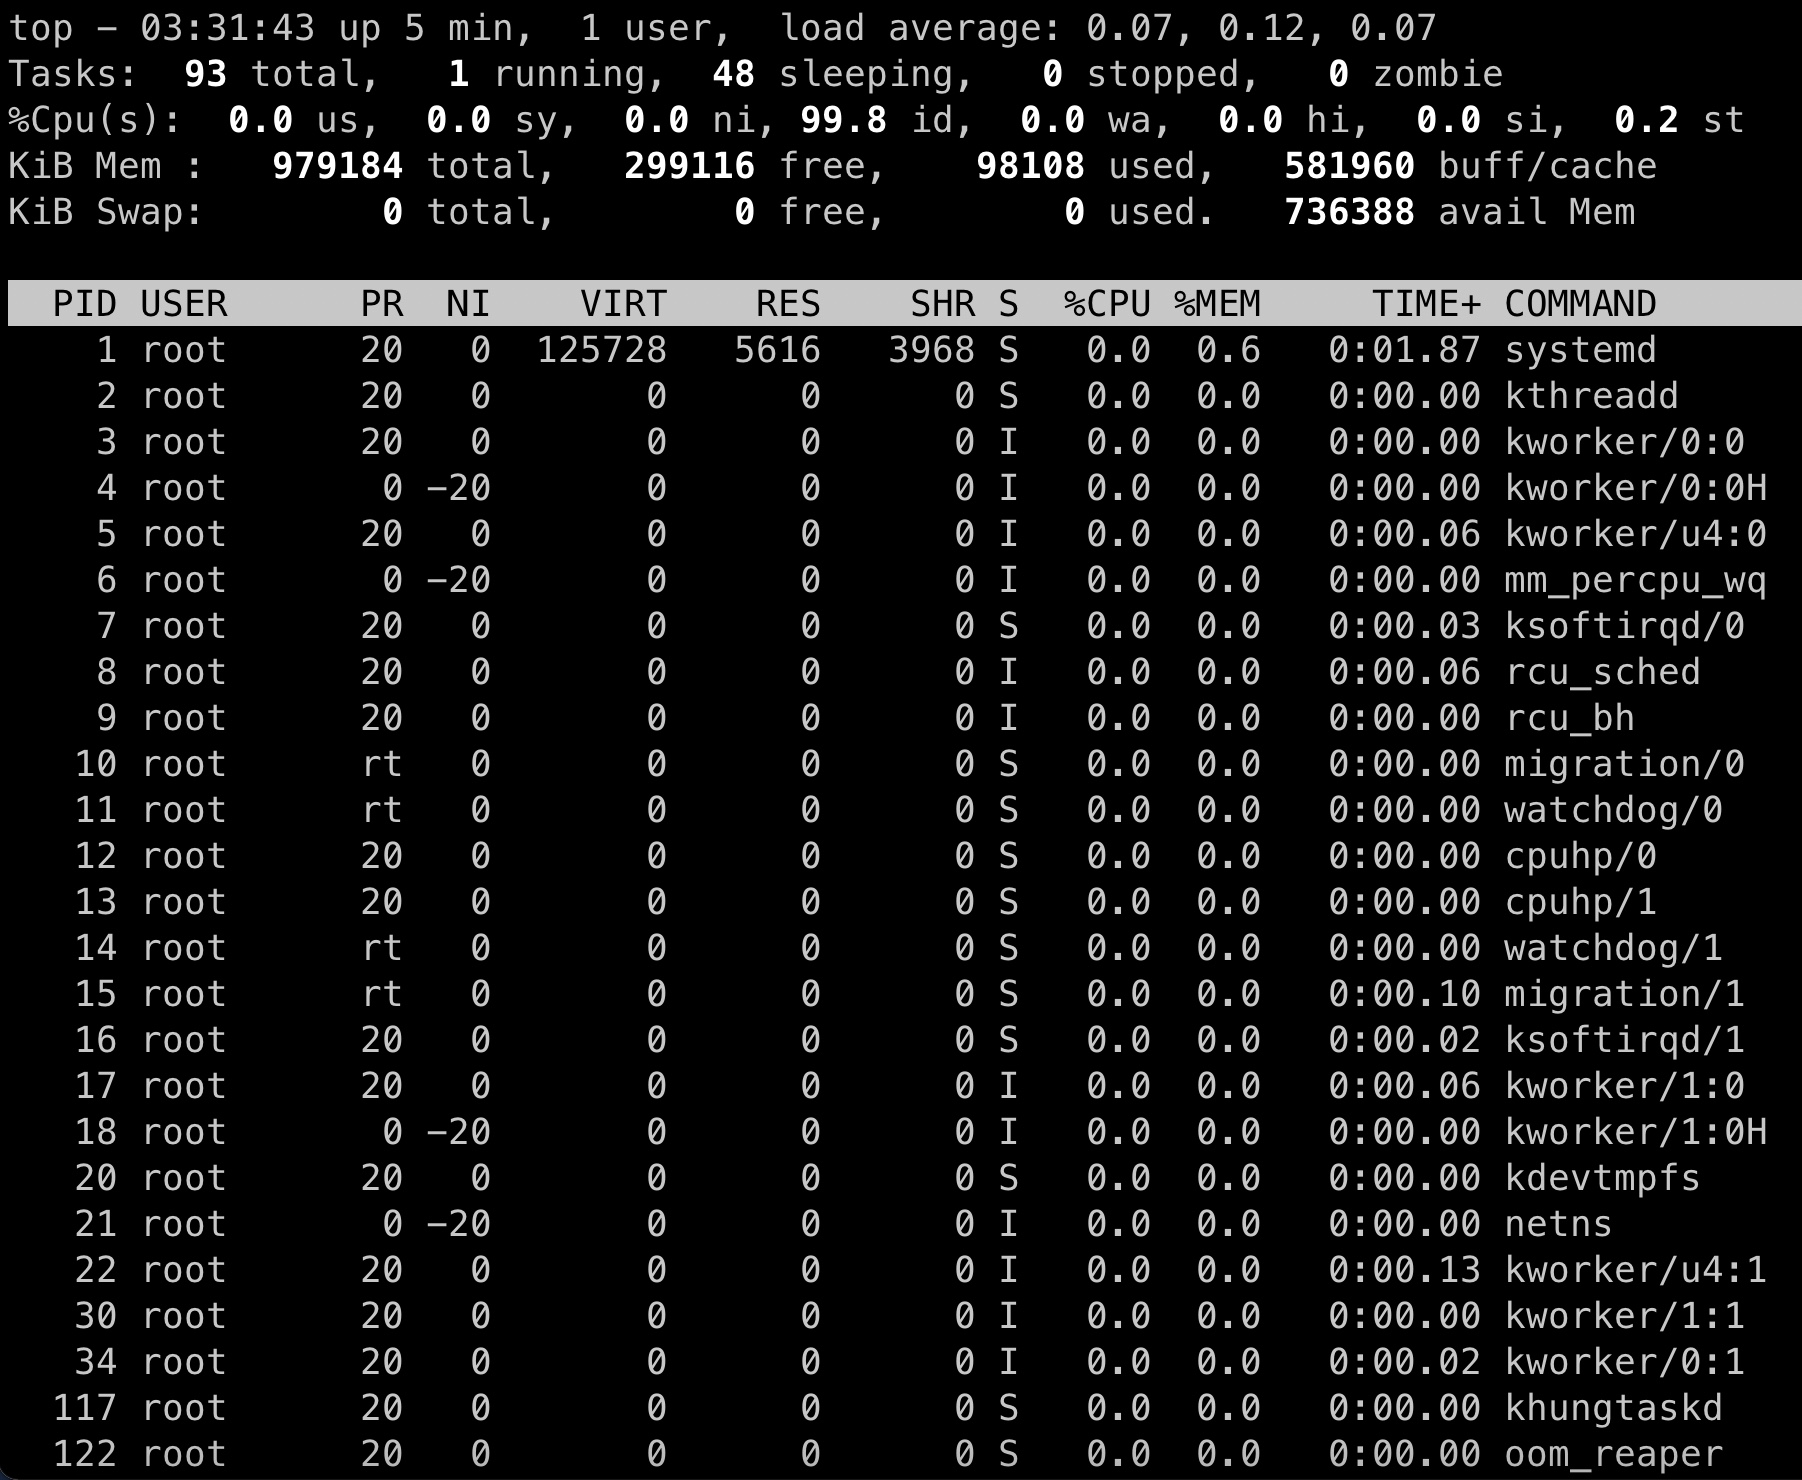 top - 03:31:43 up 5 min,  1 user,  load average: 0.07, 0.12, 0.07
Tasks:  93 total,   1 running,  48 sleeping,   0 stopped,   0 zombie
%Cpu(s):  0.0 us,  0.0 sy,  0.0 ni, 99.8 id,  0.0 wa,  0.0 hi,  0.0 si,  0.2 st
KiB Mem :   979184 total,   299116 free,    98108 used,   581960 buff/cache
KiB Swap:        0 total,        0 free,        0 used.   736388 avail Mem
  PID USER      PR  NI    VIRT    RES    SHR S  %CPU %MEM     TIME+ COMMAND
    1 root      20   0  125728   5616   3968 S   0.0  0.6   0:01.87 systemd
    2 root      20   0       0      0      0 S   0.0  0.0   0:00.00 kthreadd
    3 root      20   0       0      0      0 I   0.0  0.0   0:00.00 kworker/0:0
    4 root       0 -20       0      0      0 I   0.0  0.0   0:00.00 kworker/0:0H
    5 root      20   0       0      0      0 I   0.0  0.0   0:00.06 kworker/u4:0
    6 root       0 -20       0      0      0 I   0.0  0.0   0:00.00 mm_percpu_wq
    7 root      20   0       0      0      0 S   0.0  0.0   0:00.03 ksoftirqd/0
    8 root      20   0       0      0      0 I   0.0  0.0   0:00.06 rcu_sched
    9 root      20   0       0      0      0 I   0.0  0.0   0:00.00 rcu_bh
   10 root      rt   0       0      0      0 S   0.0  0.0   0:00.00 migration/0
   11 root      rt   0       0      0      0 S   0.0  0.0   0:00.00 watchdog/0
   12 root      20   0       0      0      0 S   0.0  0.0   0:00.00 cpuhp/0
   13 root      20   0       0      0      0 S   0.0  0.0   0:00.00 cpuhp/1
   14 root      rt   0       0      0      0 S   0.0  0.0   0:00.00 watchdog/1
   15 root      rt   0       0      0      0 S   0.0  0.0   0:00.10 migration/1
   16 root      20   0       0      0      0 S   0.0  0.0   0:00.02 ksoftirqd/1
   17 root      20   0       0      0      0 I   0.0  0.0   0:00.06 kworker/1:0
   18 root       0 -20       0      0      0 I   0.0  0.0   0:00.00 kworker/1:0H
   20 root      20   0       0      0      0 S   0.0  0.0   0:00.00 kdevtmpfs
   21 root       0 -20       0      0      0 I   0.0  0.0   0:00.00 netns
   22 root      20   0       0      0      0 I   0.0  0.0   0:00.13 kworker/u4:1
   30 root      20   0       0      0      0 I   0.0  0.0   0:00.00 kworker/1:1
   34 root      20   0       0      0      0 I   0.0  0.0   0:00.02 kworker/0:1
  117 root      20   0       0      0      0 S   0.0  0.0   0:00.00 khungtaskd
  122 root      20   0       0      0      0 S   0.0  0.0   0:00.00 oom_reaper